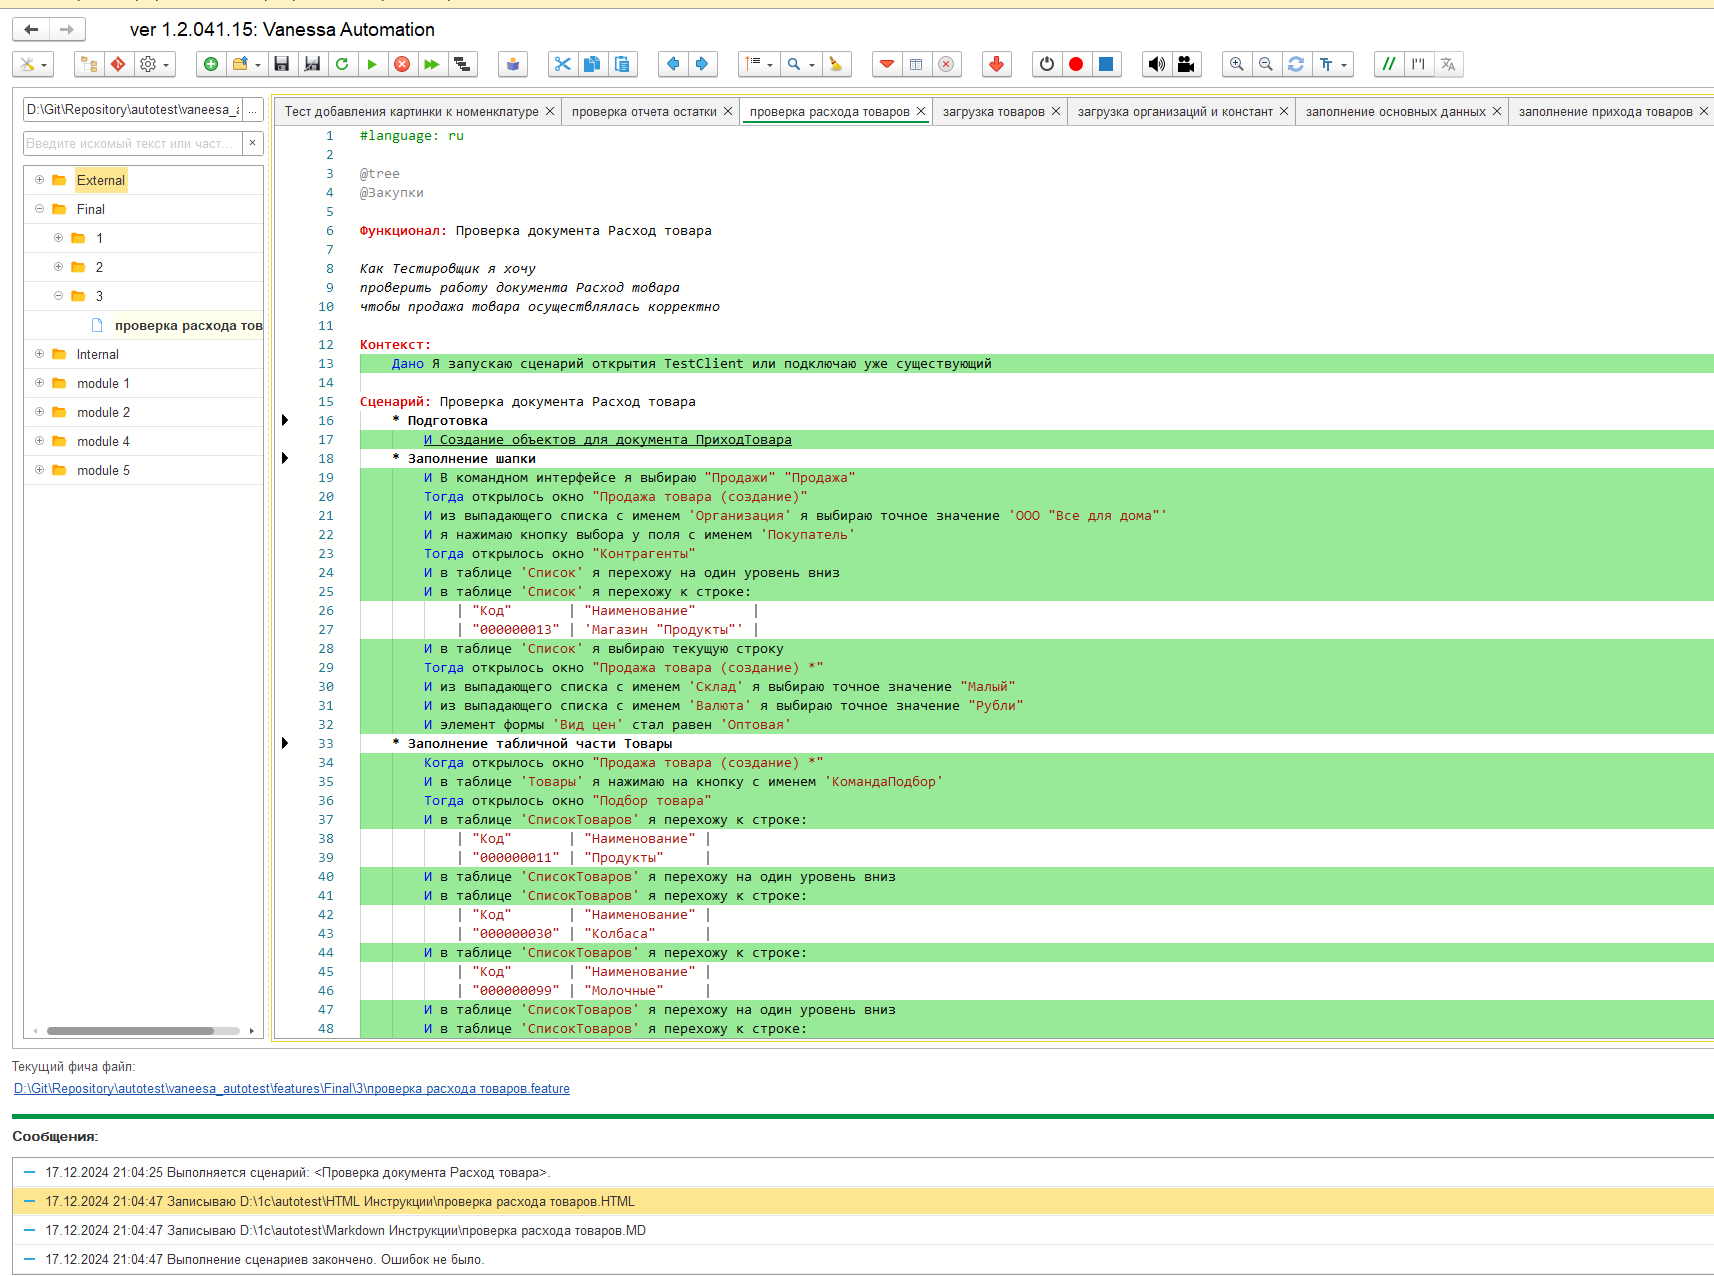 ver 1.2.041.15: Vanessa Automation
D:\Git\Repository\autotest\vaneesa_a ...
Введите искомый текст или част... ×
External
Final
1
2
3
проверка расхода тов
Internal
module 1
module 2
module 4
module 5
Тест добавления картинки к номенклатуре × проверка отчета остатки × проверка расхода товаров × загрузка товаров × загрузка организаций и констант × заполнение основных данных × заполнение прихода товаров ×
1 #language: ru
2
3 @tree
4 @Закупки
5
6 Функционал: Проверка документа Расход товара
7
8 Как Тестировщик я хочу
9 проверить работу документа Расход товара
10 чтобы продажа товара осуществлялась корректно
11
12 Контекст:
13 Дано Я запускаю сценарий открытия TestClient или подключаю уже существующий
14
15 Сценарий: Проверка документа Расход товара
16 * Подготовка
17 И Создание объектов для документа ПриходТовара
18 * Заполнение шапки
19 И В командном интерфейсе я выбираю "Продажи" "Продажа"
20 Тогда открылось окно "Продажа товара (создание)"
21 И из выпадающего списка с именем 'Организация' я выбираю точное значение 'ООО "Все для дома"'
22 И я нажимаю кнопку выбора у поля с именем 'Покупатель'
23 Тогда открылось окно "Контрагенты"
24 И в таблице 'Список' я перехожу на один уровень вниз
25 И в таблице 'Список' я перехожу к строке:
26 | "Код" | "Наименование" |
27 | "000000013" | 'Магазин "Продукты"' |
28 И в таблице 'Список' я выбираю текущую строку
29 Тогда открылось окно "Продажа товара (создание) *"
30 И из выпадающего списка с именем 'Склад' я выбираю точное значение "Малый"
31 И из выпадающего списка с именем 'Валюта' я выбираю точное значение "Рубли"
32 И элемент формы 'Вид цен' стал равен 'Оптовая'
33 * Заполнение табличной части Товары
34 Когда открылось окно "Продажа товара (создание) *"
35 И в таблице 'Товары' я нажимаю на кнопку с именем 'КомандаПодбор'
36 Тогда открылось окно "Подбор товара"
37 И в таблице 'СписокТоваров' я перехожу к строке:
38 | "Код" | "Наименование" |
39 | "000000011" | "Продукты" |
40 И в таблице 'СписокТоваров' я перехожу на один уровень вниз
41 И в таблице 'СписокТоваров' я перехожу к строке:
42 | "Код" | "Наименование" |
43 | "000000030" | "Колбаса" |
44 И в таблице 'СписокТоваров' я перехожу к строке:
45 | "Код" | "Наименование" |
46 | "000000099" | "Молочные" |
47 И в таблице 'СписокТоваров' я перехожу на один уровень вниз
48 И в таблице 'СписокТоваров' я перехожу к строке:
Текущий фича файл:
D:\Git\Repository\autotest\vaneesa_autotest\features\Final\3\проверка расхода товаров.feature
Сообщения:
17.12.2024 21:04:25 Выполняется сценарий: <Проверка документа Расход товара>.
17.12.2024 21:04:47 Записываю D:\1c\autotest\HTML Инструкции\проверка расхода товаров.HTML
17.12.2024 21:04:47 Записываю D:\1c\autotest\Markdown Инструкции\проверка расхода товаров.MD
17.12.2024 21:04:47 Выполнение сценариев закончено. Ошибок не было.